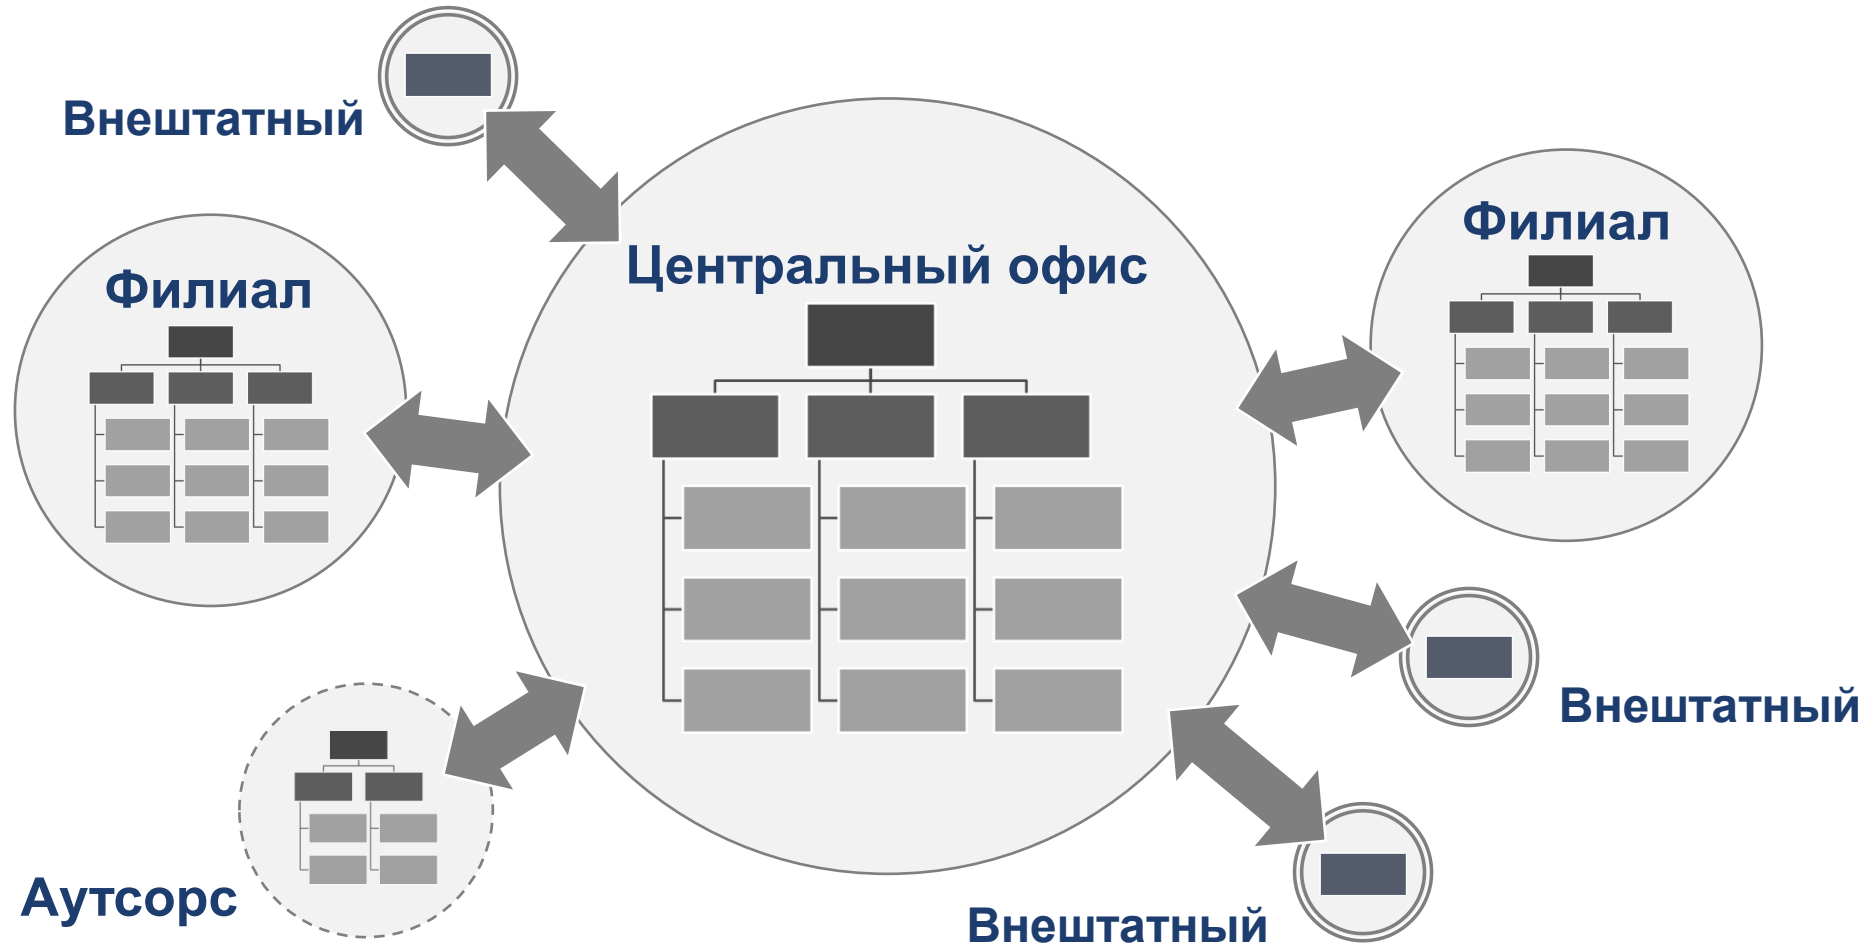 Внештатный
Филиал
Центральный офис
Филиал
Внештатный
Аутсорс
Внештатный